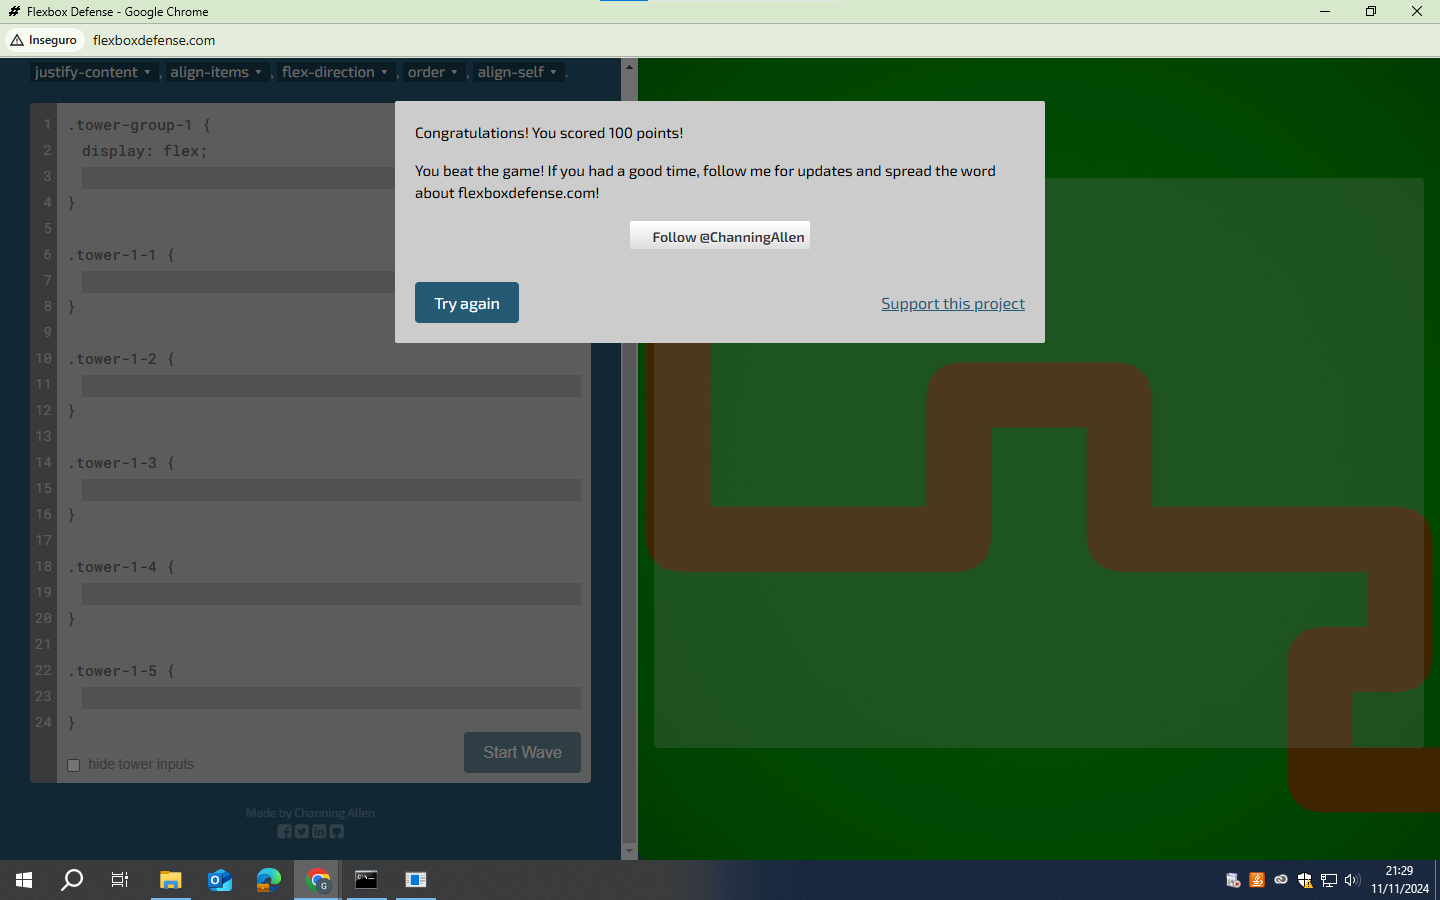 Flexbox Defense - Google Chrome
Inseguro
flexboxdefense.com
justify-content ▾ , align-items ▾ , flex-direction ▾ , order ▾ , align-self ▾ .
1 .tower-group-1 {
2 display: flex;
3
4 }
5
6 .tower-1-1 {
7
8 }
9
10 .tower-1-2 {
11
12 }
13
14 .tower-1-3 {
15
16 }
17
18 .tower-1-4 {
19
20 }
21
22 .tower-1-5 {
23
24 }
hide tower inputs
Start Wave
Made by Channing Allen
Congratulations! You scored 100 points!
You beat the game! If you had a good time, follow me for updates and spread the word
about flexboxdefense.com!
Follow @ChanningAllen
Try again
Support this project
21:29
11/11/2024